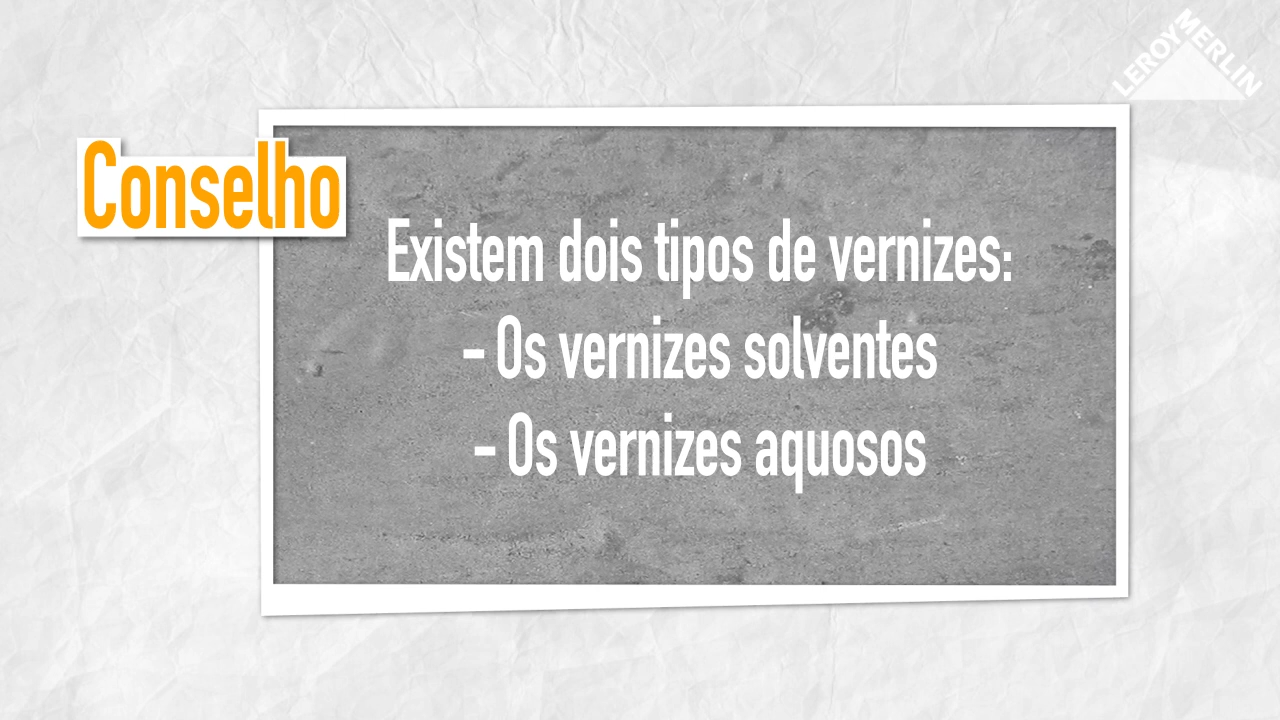 LEROY MERLIN
Conselho
Existem dois tipos de vernizes:
- Os vernizes solventes
- Os vernizes aquosos